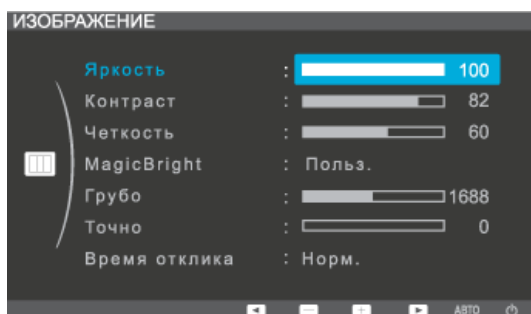 ИЗОБРАЖЕНИЕ
Яркость : 100
Контраст : 82
Четкость : 60
MagicBright : Польз.
Грубо : 1688
Точно : 0
Время отклика : Норм.
АВТО